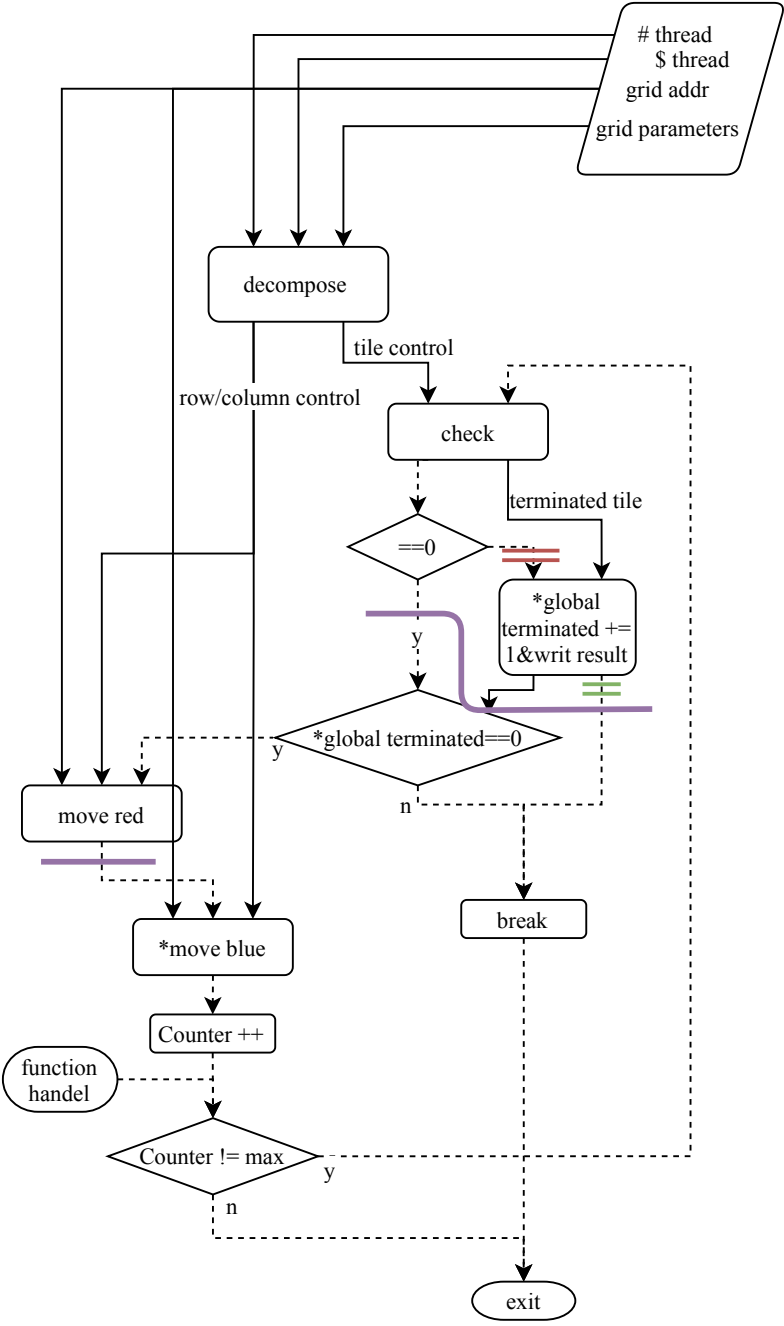 # thread
$ thread
grid addr
grid parameters
decompose
tile control
row/column control
check
terminated tile
==0
*global
terminated +=
1&writ result
y
*global terminated==0
y
n
move red
break
*move blue
Counter ++
function
handel
Counter != max
y
n
exit